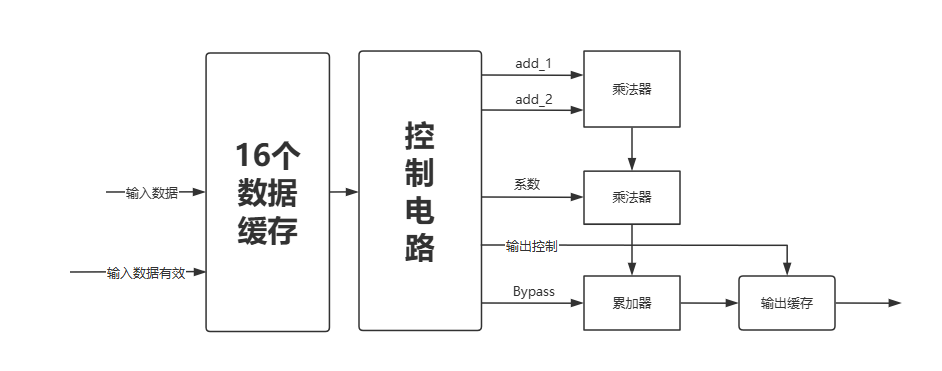 输入数据
输入数据有效
16个
数据
缓存
控
制
电
路
add_1
add_2
系数
输出控制
Bypass
乘法器
乘法器
累加器
输出缓存